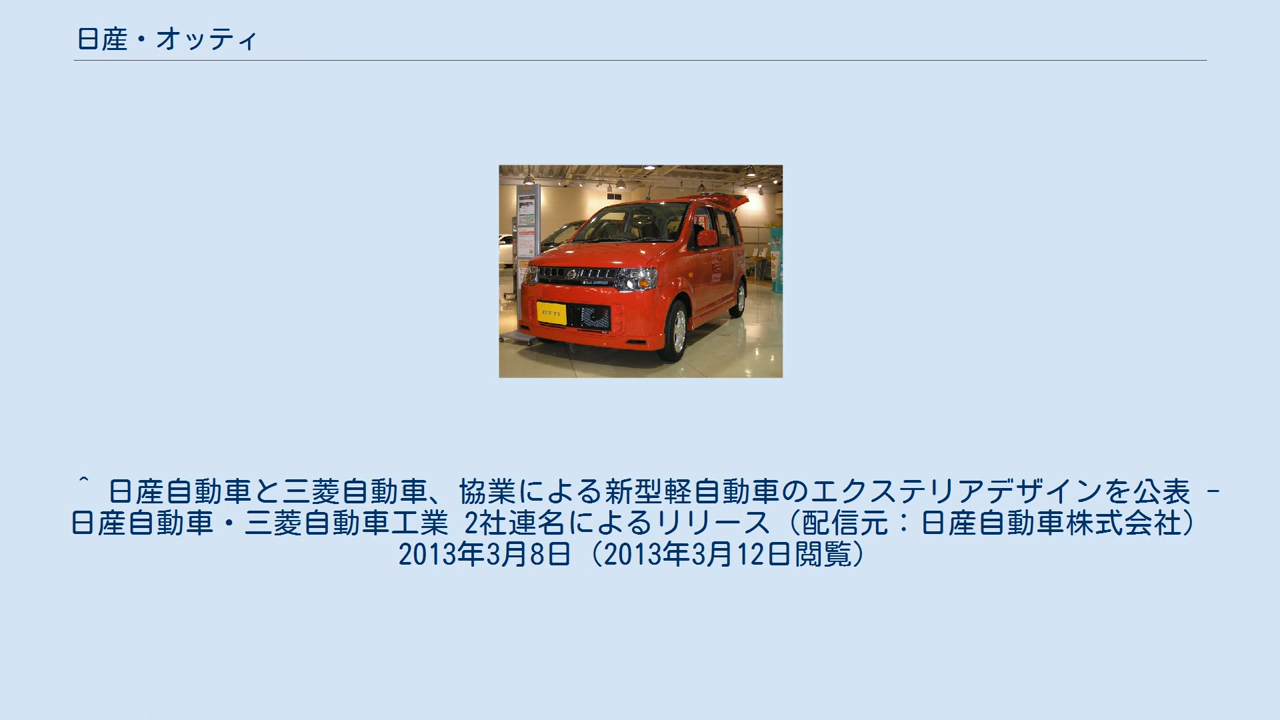 日産・オッティ
OTTI
^ 日産自動車と三菱自動車、協業による新型軽自動車のエクステリアデザインを公表 -
日産自動車・三菱自動車工業 2社連名によるリリース（配信元：日産自動車株式会社）
2013年3月8日（2013年3月12日閲覧）